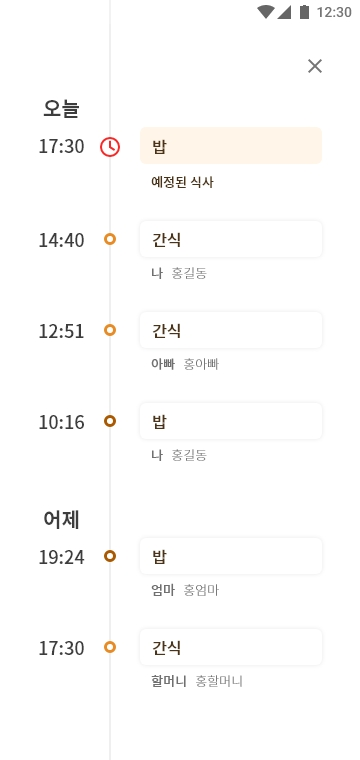 12:30
오늘
17:30 밥
예정된 식사
14:40 간식
나 홍길동
12:51 간식
아빠 홍아빠
10:16 밥
나 홍길동
어제
19:24 밥
엄마 홍엄마
17:30 간식
할머니 홍할머니